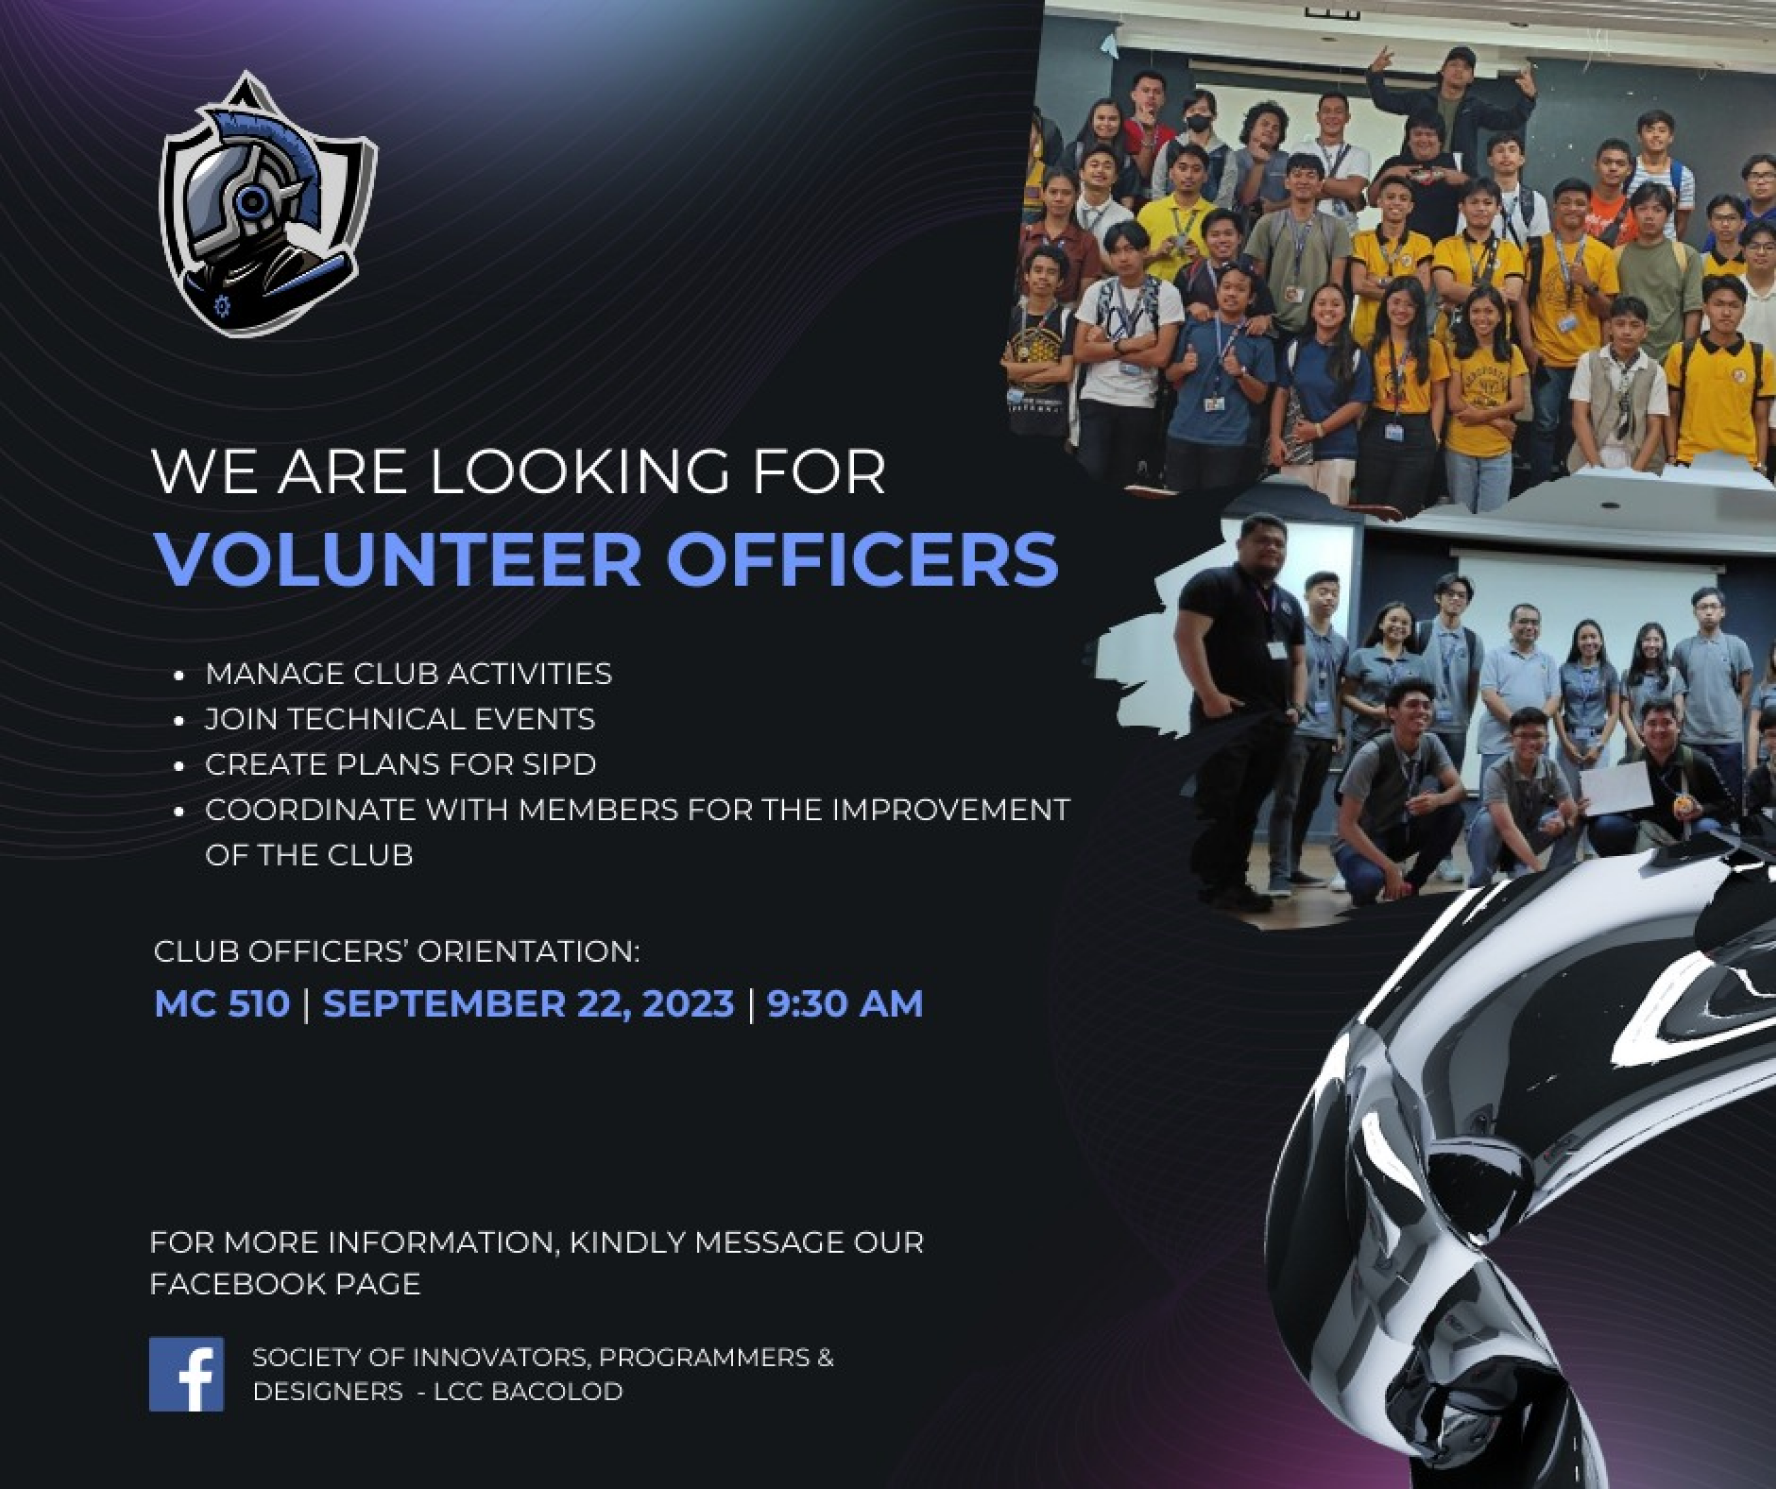 WE ARE LOOKING FOR
VOLUNTEER OFFICERS
• MANAGE CLUB ACTIVITIES
• JOIN TECHNICAL EVENTS
• CREATE PLANS FOR SIPD
• COORDINATE WITH MEMBERS FOR THE IMPROVEMENT
OF THE CLUB
CLUB OFFICERS’ ORIENTATION:
MC 510 | SEPTEMBER 22, 2023 | 9:30 AM
FOR MORE INFORMATION, KINDLY MESSAGE OUR
FACEBOOK PAGE
SOCIETY OF INNOVATORS, PROGRAMMERS &
DESIGNERS - LCC BACOLOD